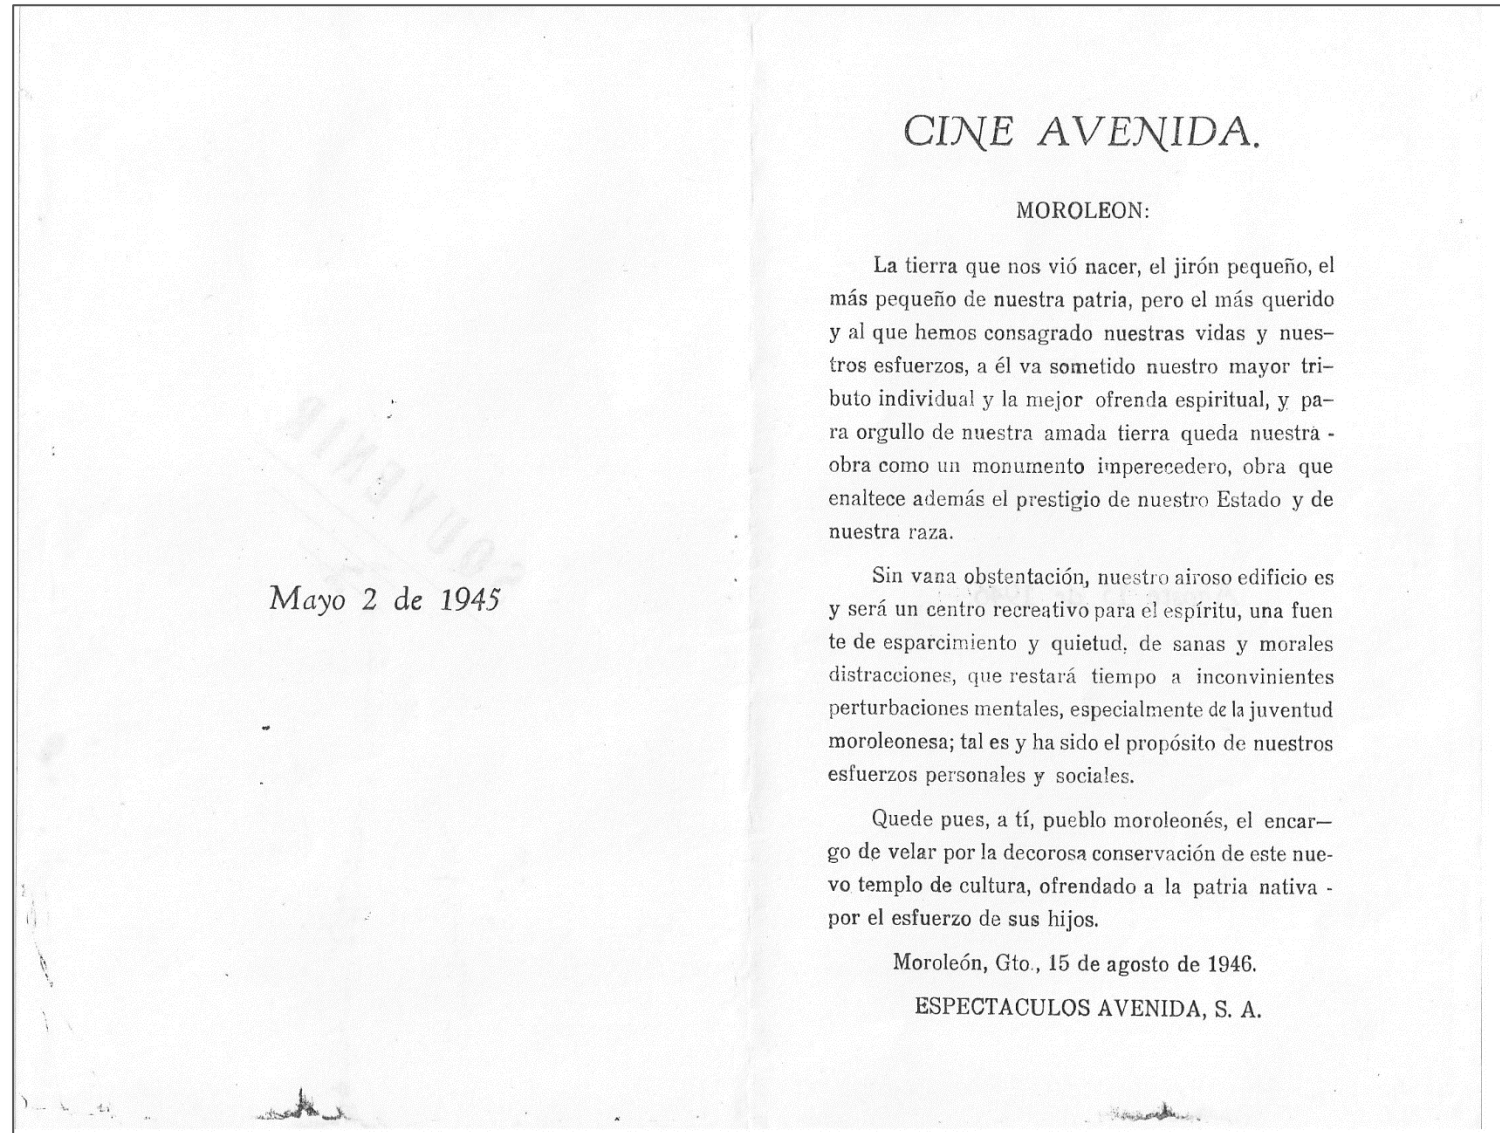 SOUVENIR
Mayo 2 de 1945
CINE AVENIDA.
MOROLEON:
La tierra que nos vió nacer, el jirón pequeño, el
más pequeño de nuestra patria, pero el más querido
y al que hemos consagrado nuestras vidas y nues-
tros esfuerzos, a él va sometido nuestro mayor tri-
buto individual y la mejor ofrenda espiritual, y pa-
ra orgullo de nuestra amada tierra queda nuestra -
obra como un monumento imperecedero, obra que
enaltece además el prestigio de nuestro Estado y de
nuestra raza.
Sin vana obstentación, nuestro airoso edificio es
y será un centro recreativo para el espíritu, una fuen
te de esparcimiento y quietud, de sanas y morales
distracciones, que restará tiempo a inconvinientes
perturbaciones mentales, especialmente de la juventud
moroleonesa; tal es y ha sido el propósito de nuestros
esfuerzos personales y sociales.
Quede pues, a tí, pueblo moroleonés, el encar-
go de velar por la decorosa conservación de este nue-
vo templo de cultura, ofrendado a la patria nativa -
por el esfuerzo de sus hijos.
Moroleón, Gto., 15 de agosto de 1946.
ESPECTACULOS AVENIDA, S. A.